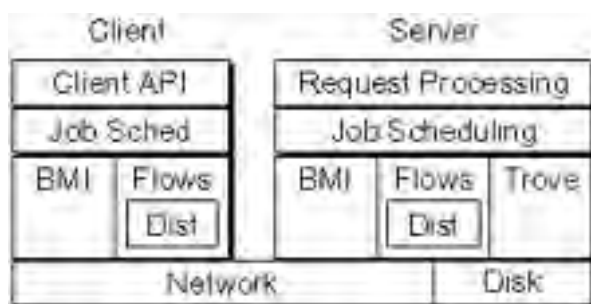 Client Server
Client API Request Processing
Job Sched Job Scheduling
BMI Flows BMI Flows Trove
Dist Dist
Network Disk